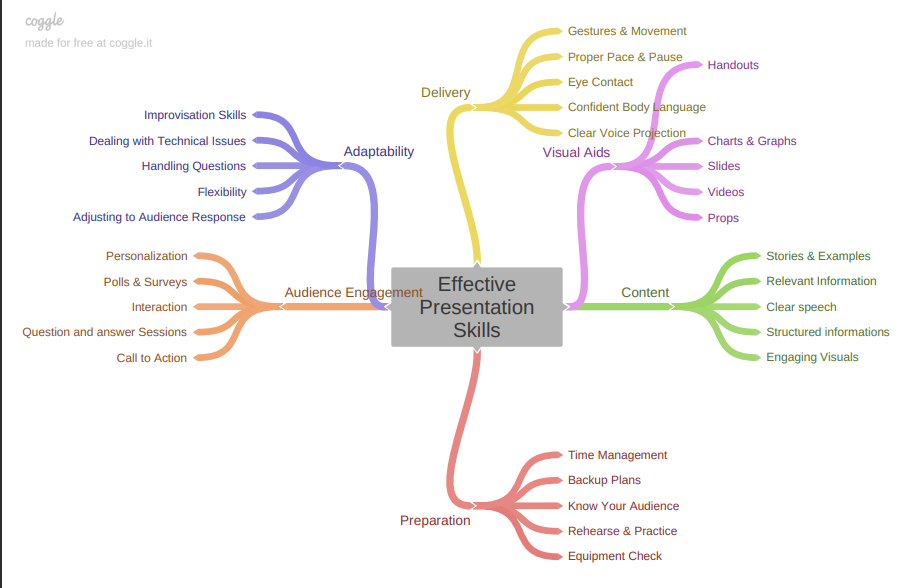 coggle
made for free at coggle.it
Effective
Presentation
Skills
Delivery
Gestures & Movement
Proper Pace & Pause
Eye Contact
Confident Body Language
Clear Voice Projection
Visual Aids
Handouts
Charts & Graphs
Slides
Videos
Props
Content
Stories & Examples
Relevant Information
Clear speech
Structured informations
Engaging Visuals
Preparation
Time Management
Backup Plans
Know Your Audience
Rehearse & Practice
Equipment Check
Audience Engagement
Personalization
Polls & Surveys
Interaction
Question and answer Sessions
Call to Action
Adaptability
Improvisation Skills
Dealing with Technical Issues
Handling Questions
Flexibility
Adjusting to Audience Response